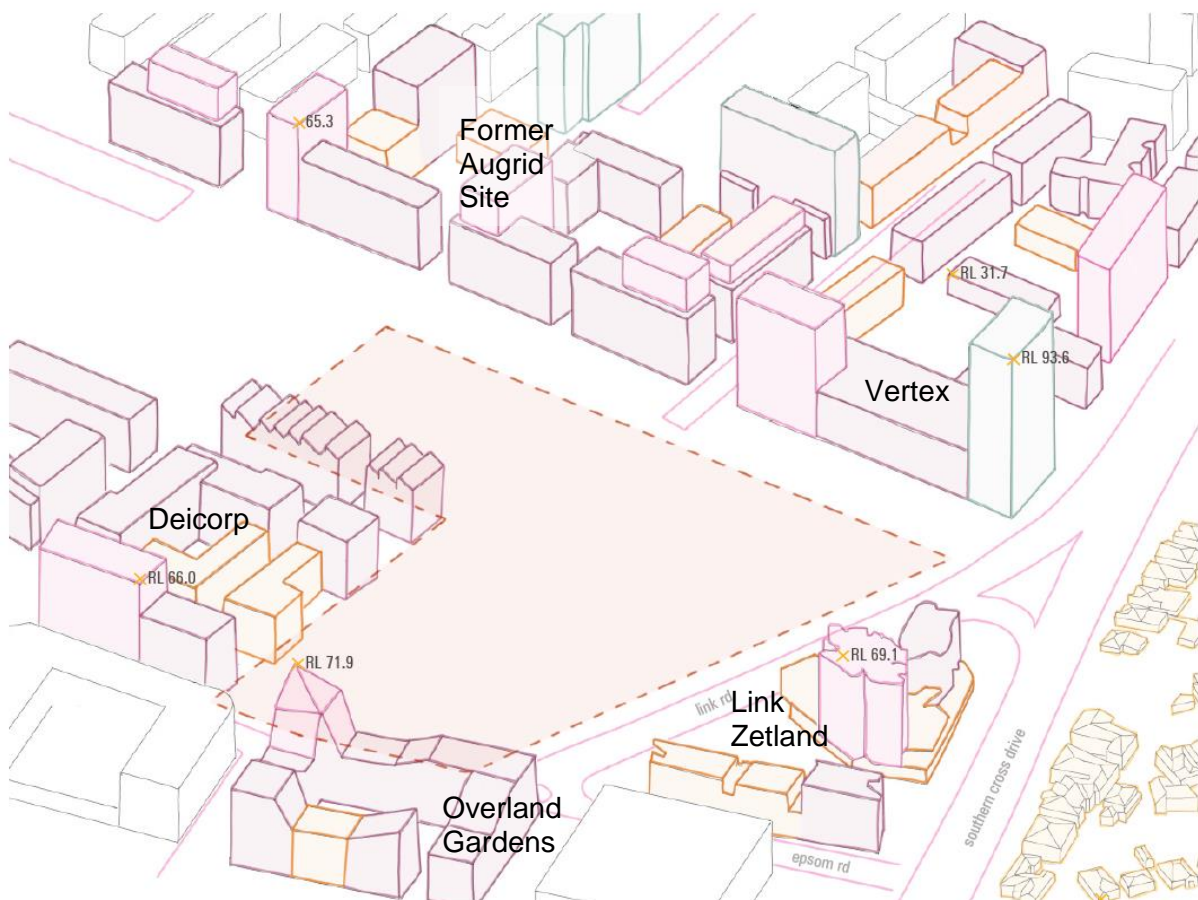 65.3
Former
Augrid
Site
RL 31.7
RL 93.6
Vertex
Deicorp
RL 66.0
RL 71.9
RL 69.1
link rd
Link
Zetland
southern cross drive
Overland
Gardens
epsom rd